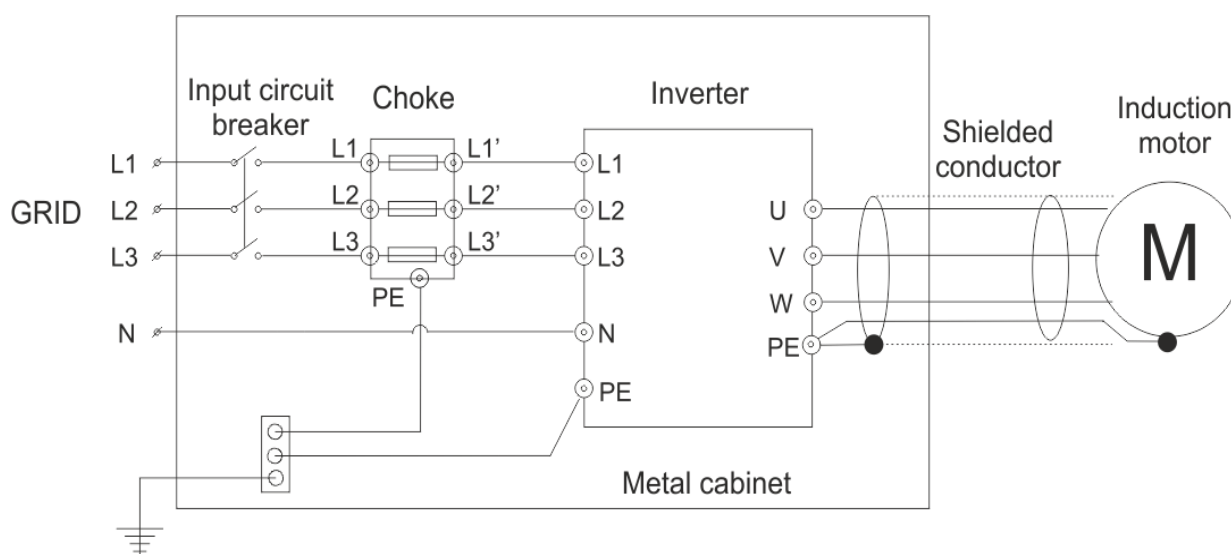 Input circuit
breaker
Choke
Inverter
Shielded
conductor
Induction
motor
GRID
L1
L2
L3
N
L1
L2
L3
L1’
L2’
L3’
PE
L1
L2
L3
N
PE
U
V
W
PE
M
Metal cabinet